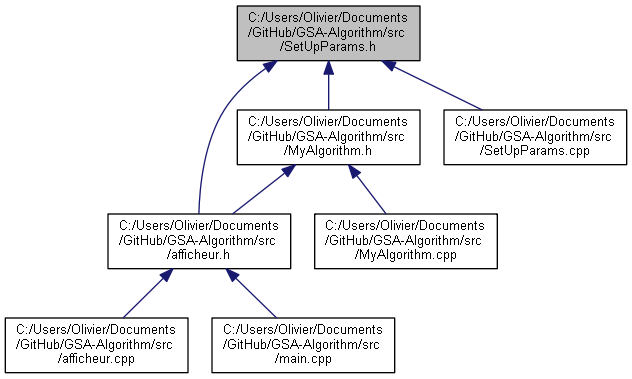 C:/Users/Olivier/Documents
/GitHub/GSA-Algorithm/src
/SetUpParams.h
C:/Users/Olivier/Documents
/GitHub/GSA-Algorithm/src
/MyAlgorithm.h
C:/Users/Olivier/Documents
/GitHub/GSA-Algorithm/src
/SetUpParams.cpp
C:/Users/Olivier/Documents
/GitHub/GSA-Algorithm/src
/afficheur.h
C:/Users/Olivier/Documents
/GitHub/GSA-Algorithm/src
/MyAlgorithm.cpp
C:/Users/Olivier/Documents
/GitHub/GSA-Algorithm/src
/afficheur.cpp
C:/Users/Olivier/Documents
/GitHub/GSA-Algorithm/src
/main.cpp